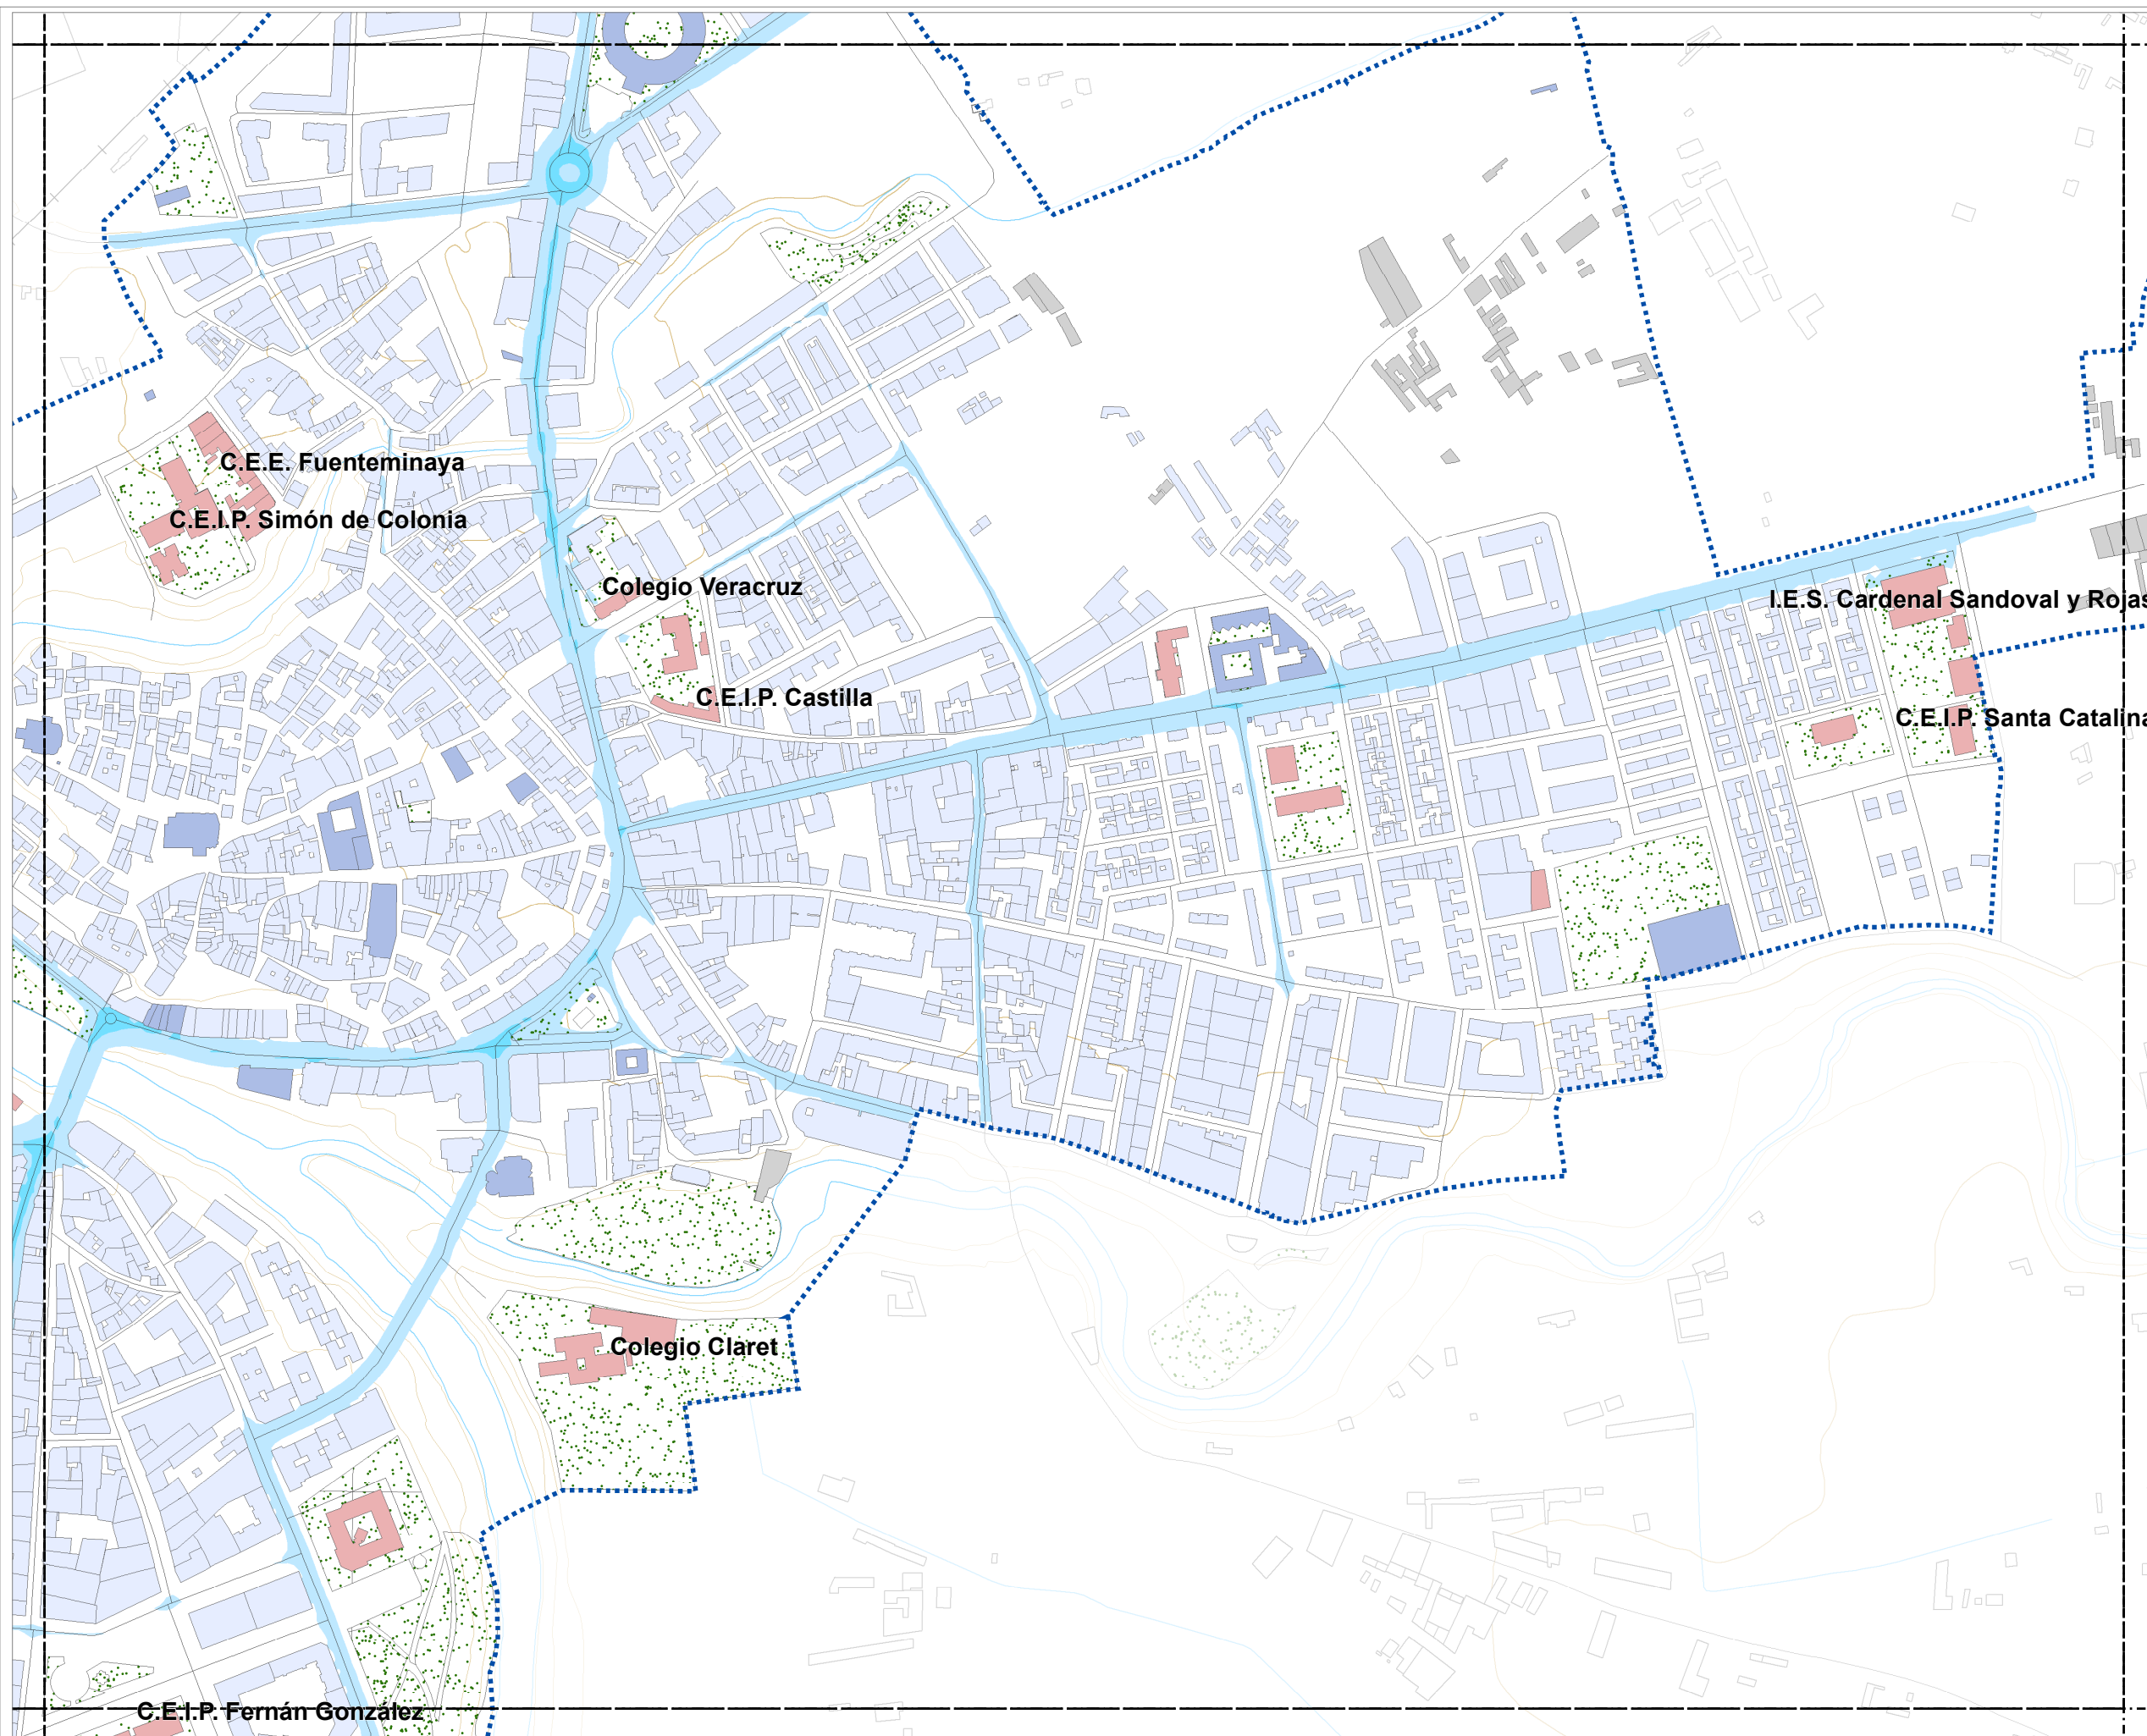 C.E.E. Fuenteminaya
C.E.I.P. Simón de Colonia
Colegio Veracruz
I.E.S. Cardenal Sandoval y Rojas
C.E.I.P. Castilla
C.E.I.P. Santa Catalina
Colegio Claret
C.E.I.P. Fernán González